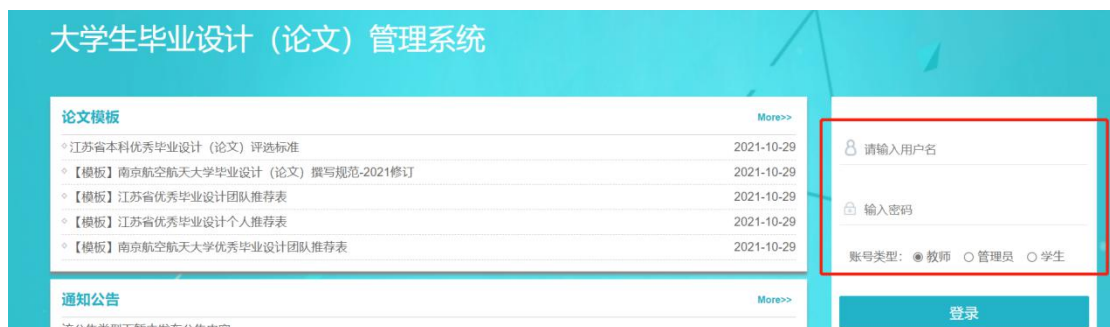 大学生毕业设计（论文）管理系统
论文模板 More>>
江苏省本科优秀毕业设计（论文）评选标准 2021-10-29
【模板】南京航空航天大学毕业设计（论文）撰写规范-2021修订 2021-10-29
【模板】江苏省优秀毕业设计团队推荐表 2021-10-29
【模板】江苏省优秀毕业设计个人推荐表 2021-10-29
【模板】南京航空航天大学优秀毕业设计团队推荐表 2021-10-29
通知公告 More>>
请输入用户名
输入密码
账号类型： 教师 管理员 学生
登录